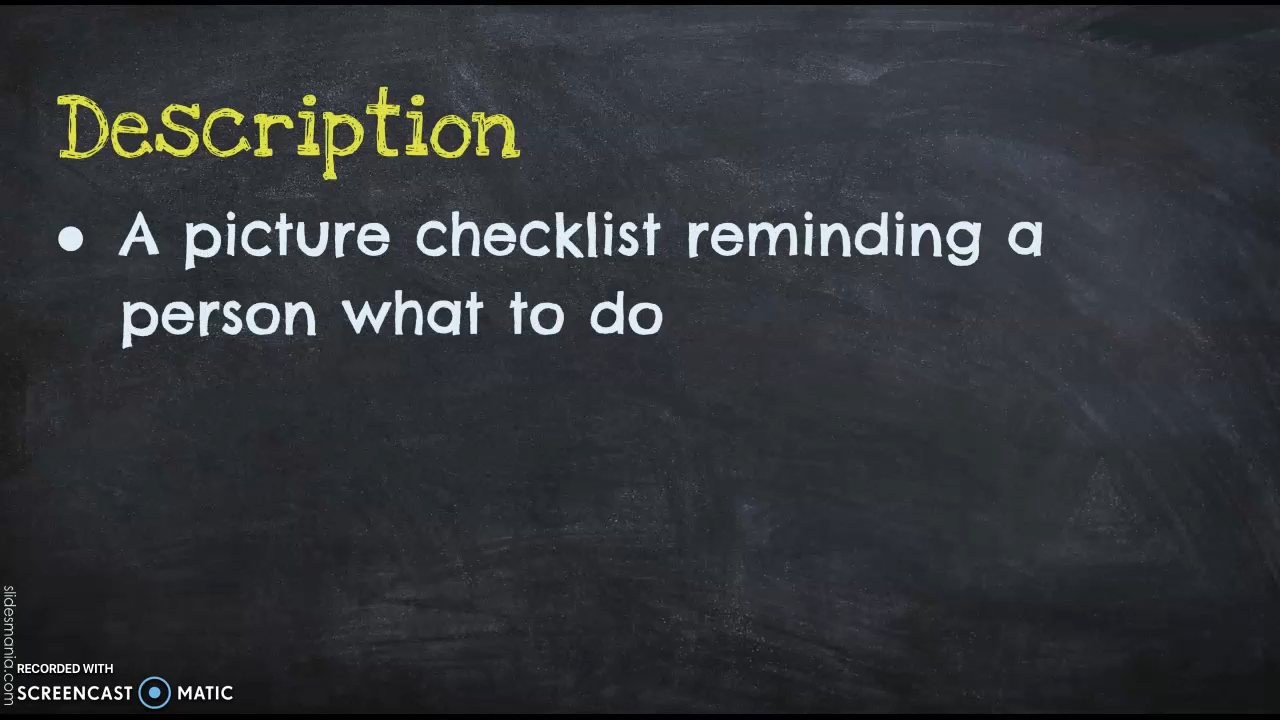 Description
● A picture checklist reminding a
person what to do
slidesmania.com
RECORDED WITH
SCREENCAST MATIC